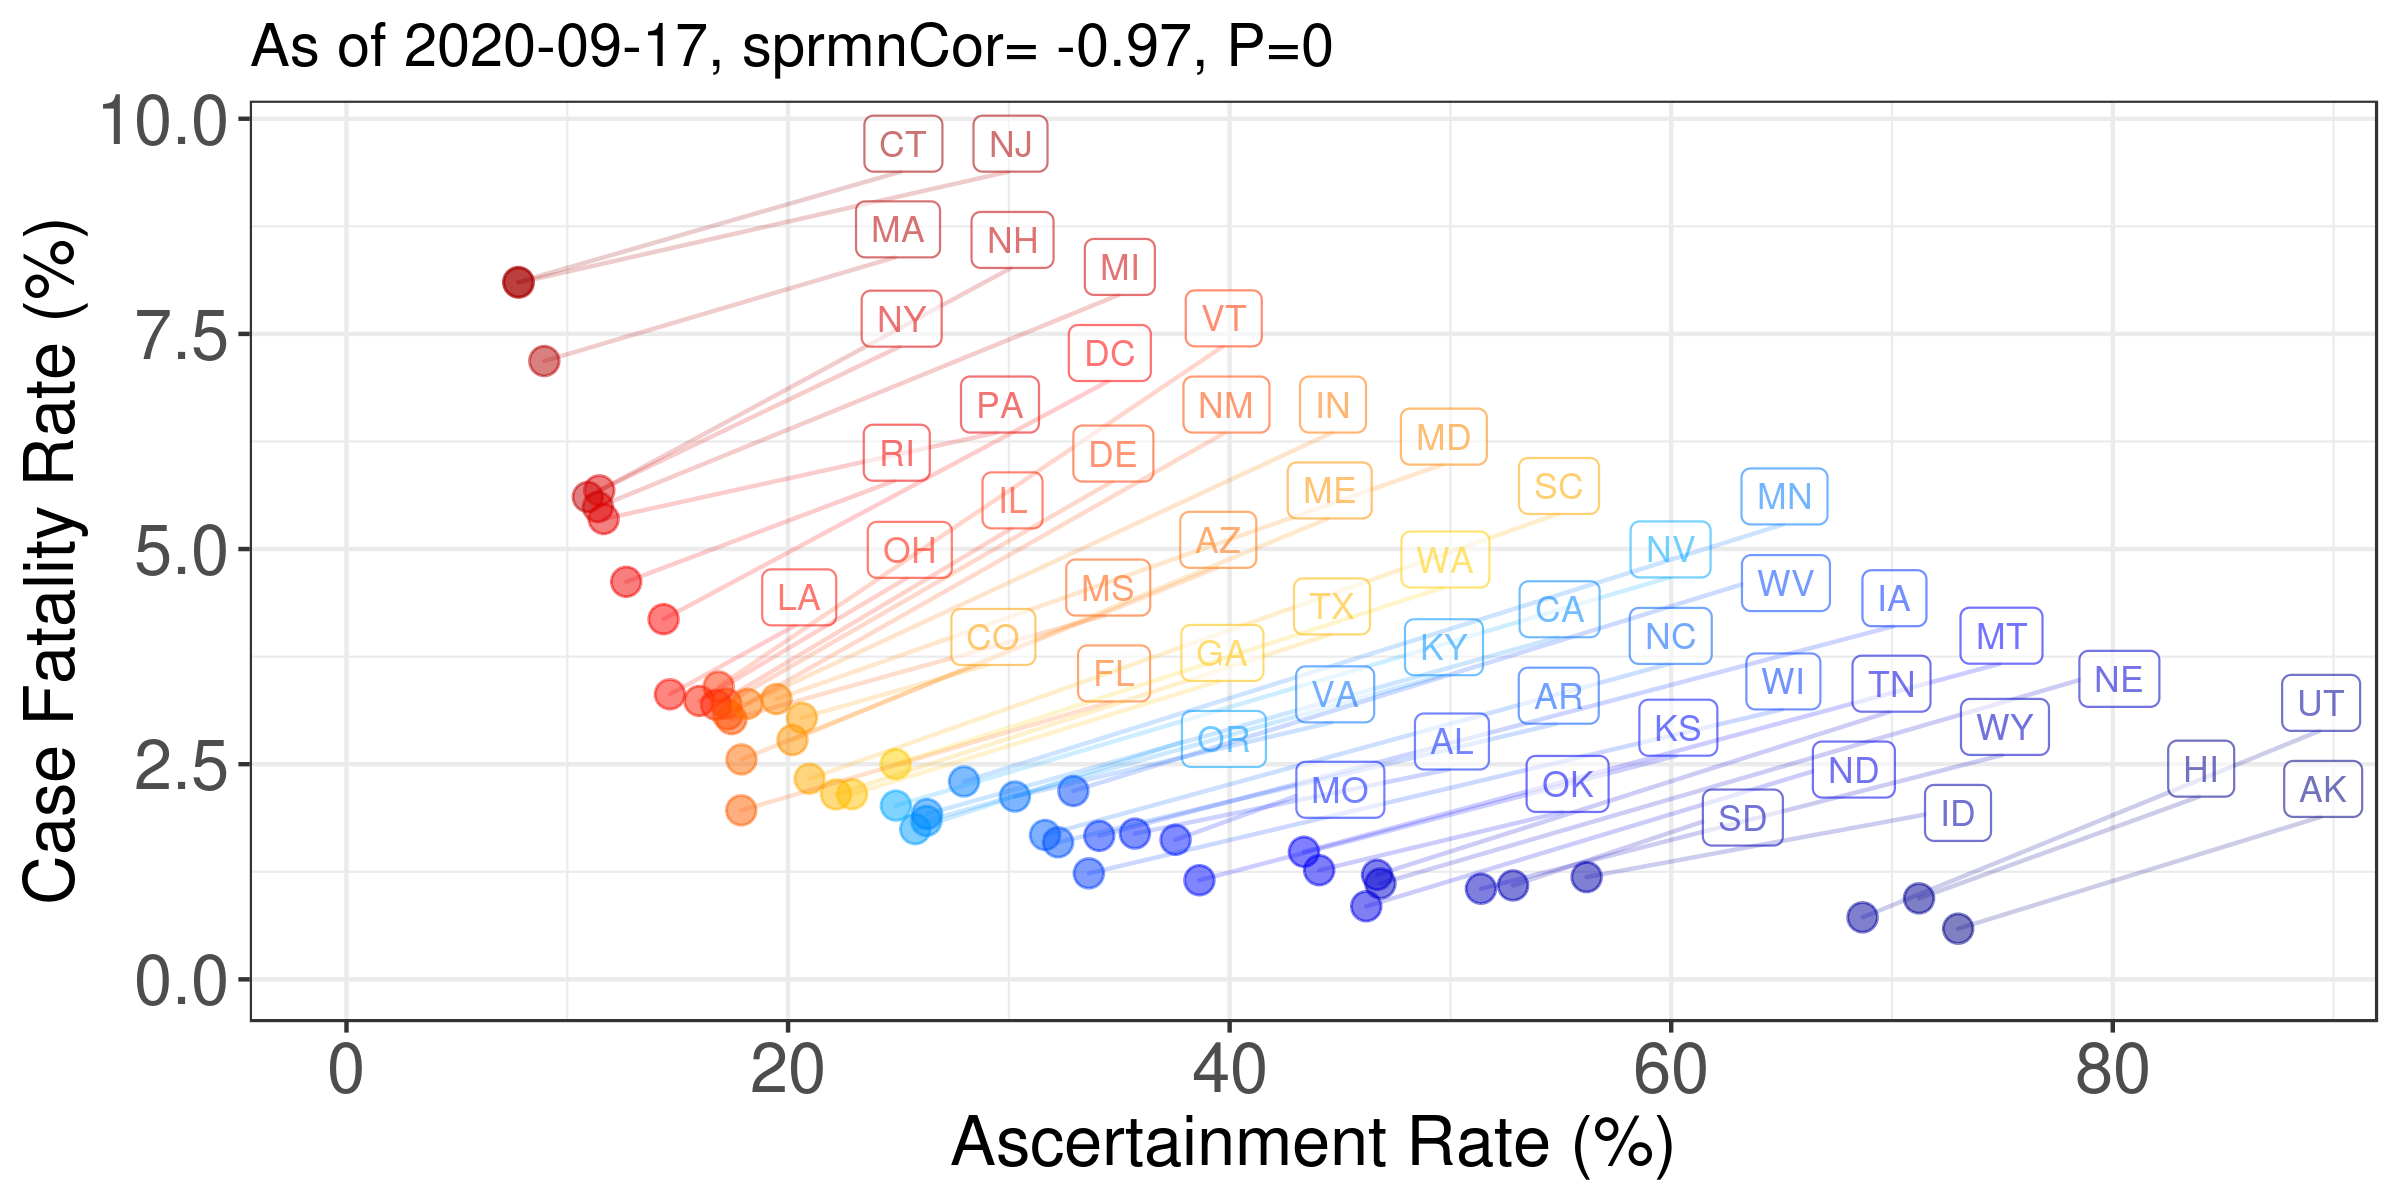 As of 2020-09-17, sprmnCor= -0.97, P=0
Case Fatality Rate (%)
10.0
7.5
5.0
2.5
0.0
CT
NJ
MA
NH
MI
NY
VT
DC
PA
NM
IN
MD
RI
DE
ME
SC
IL
MN
OH
AZ
WA
NV
LA
MS
TX
CA
WV
IA
CO
GA
KY
NC
MT
FL
VA
AR
WI
TN
NE
OR
AL
KS
WY
UT
MO
OK
ND
HI
SD
ID
AK
0
20
40
60
80
Ascertainment Rate (%)